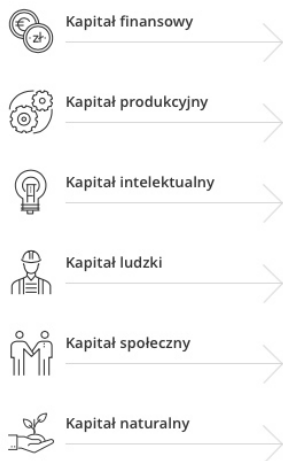 Kapitał finansowy
€ zł
Kapitał produkcyjny
Kapitał intelektualny
Kapitał ludzki
Kapitał społeczny
Kapitał naturalny